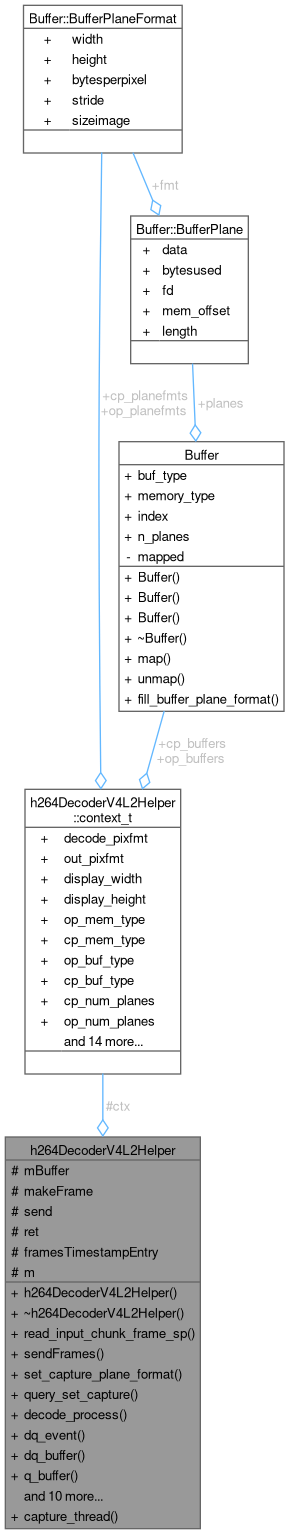 Buffer::BufferPlaneFormat
+ width
+ height
+ bytesperpixel
+ stride
+ sizeimage
+fmt
Buffer::BufferPlane
+ data
+ bytesused
+ fd
+ mem_offset
+ length
+cp_planefmts
+op_planefmts
+planes
Buffer
+ buf_type
+ memory_type
+ index
+ n_planes
- mapped
+ Buffer()
+ Buffer()
+ Buffer()
+ ~Buffer()
+ map()
+ unmap()
+ fill_buffer_plane_format()
+cp_buffers
+op_buffers
h264DecoderV4L2Helper
::context_t
+ decode_pixfmt
+ out_pixfmt
+ display_width
+ display_height
+ op_mem_type
+ cp_mem_type
+ op_buf_type
+ cp_buf_type
+ cp_num_planes
+ op_num_planes
and 14 more...
#ctx
h264DecoderV4L2Helper
# mBuffer
# makeFrame
# send
# ret
# framesTimestampEntry
# m
+ h264DecoderV4L2Helper()
+ ~h264DecoderV4L2Helper()
+ read_input_chunk_frame_sp()
+ sendFrames()
+ set_capture_plane_format()
+ query_set_capture()
+ decode_process()
+ dq_event()
+ dq_buffer()
+ q_buffer()
and 10 more...
+ capture_thread()